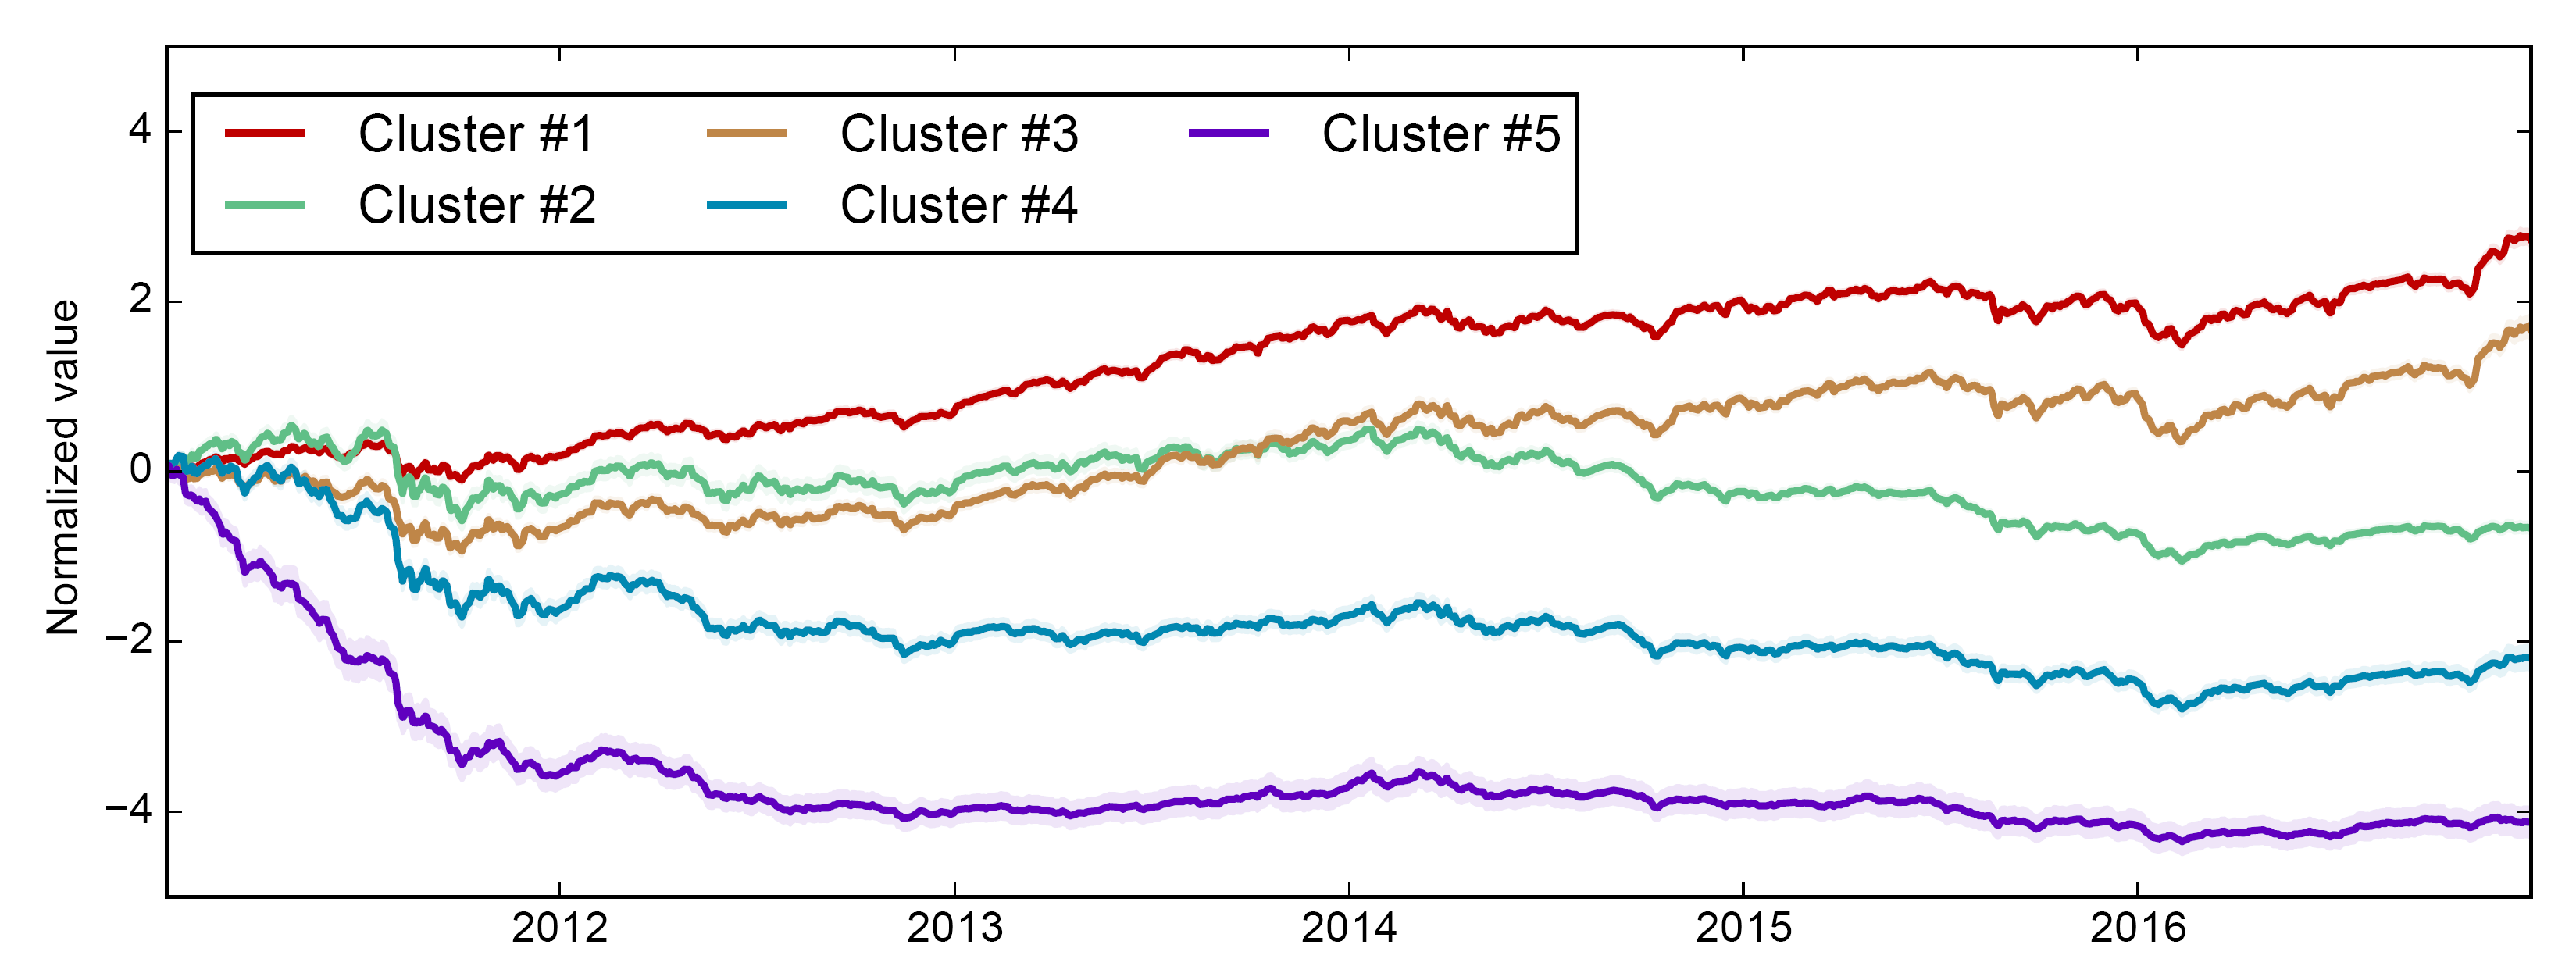 Cluster #1 Cluster #3 Cluster #5
Cluster #2 Cluster #4
Normalized value
4
2
0
−2
−4
2012 2013 2014 2015 2016